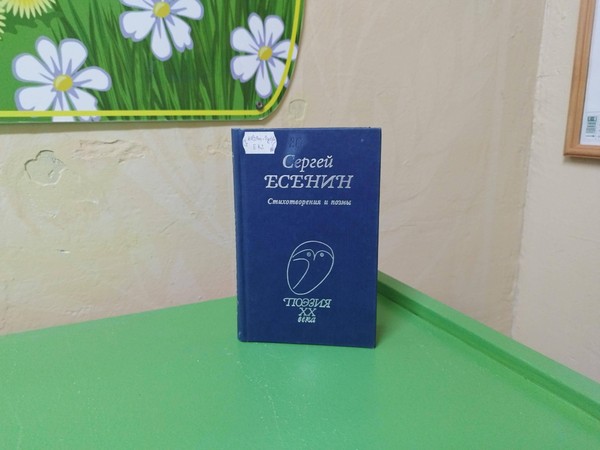 Сергей
ЕСЕНИН
Стихотворения и поэмы
ПОЭЗИЯ
XX
века